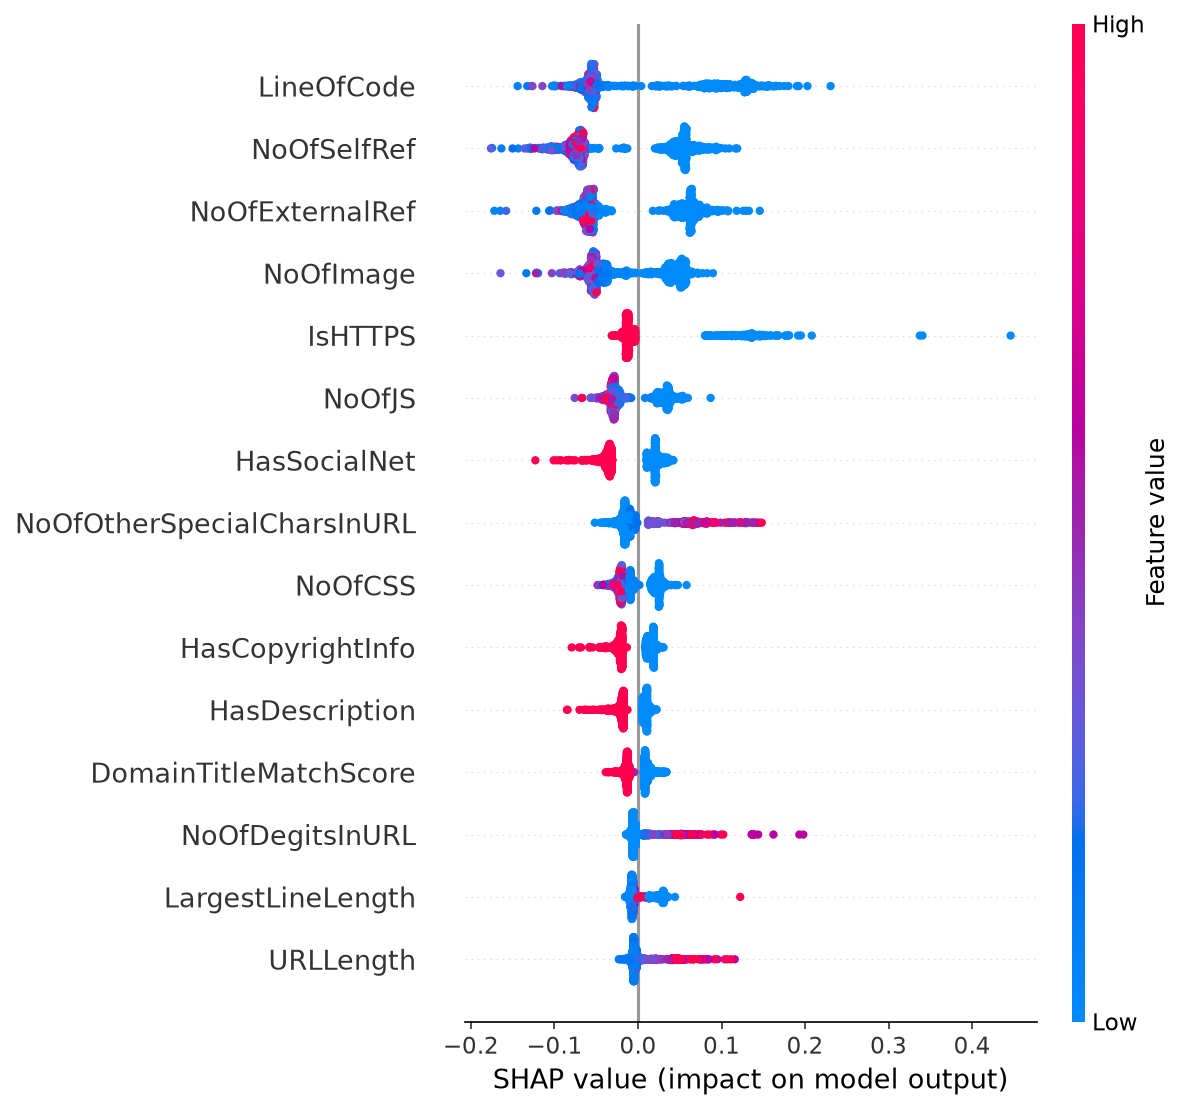 High
LineOfCode
NoOfSelfRef
NoOfExternalRef
NoOfImage
IsHTTPS
NoOfJS
HasSocialNet
NoOfOtherSpecialCharsInURL
NoOfCSS
HasCopyrightInfo
HasDescription
DomainTitleMatchScore
NoOfDegitsInURL
LargestLineLength
URLLength
Feature value
Low
−0.2 −0.1 0.0 0.1 0.2 0.3 0.4
SHAP value (impact on model output)